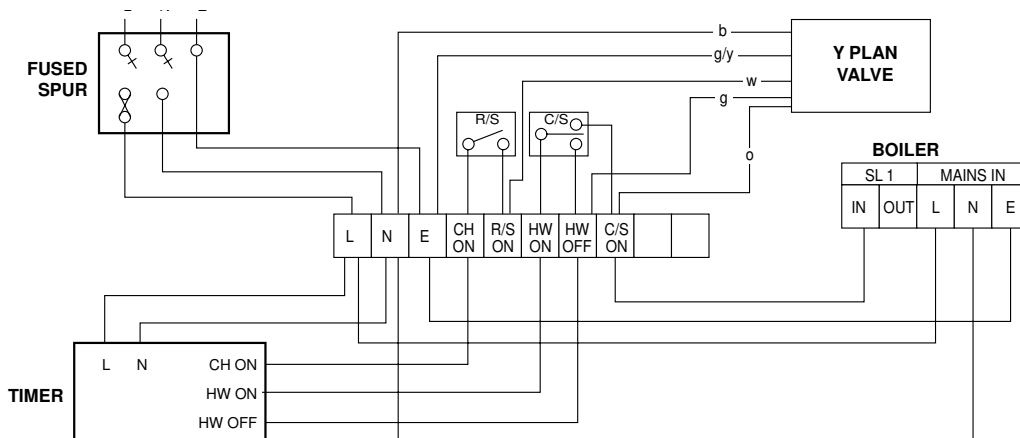 FUSED
SPUR
b
g/y
w
g
o
Y PLAN
VALVE
R/S
C/S
BOILER
SL 1
MAINS IN
IN
OUT
L
N
E
L
N
E
CH
ON
R/S
ON
HW
ON
HW
OFF
C/S
ON
TIMER
L
N
CH ON
HW ON
HW OFF